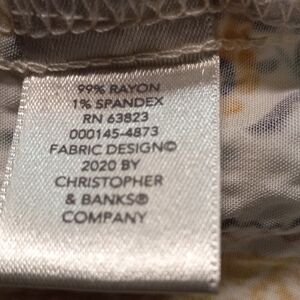 99% RAYON
1% SPANDEX
RN 63823
000145-4873
FABRIC DESIGN©
2020 BY
CHRISTOPHER
& BANKS®
COMPANY